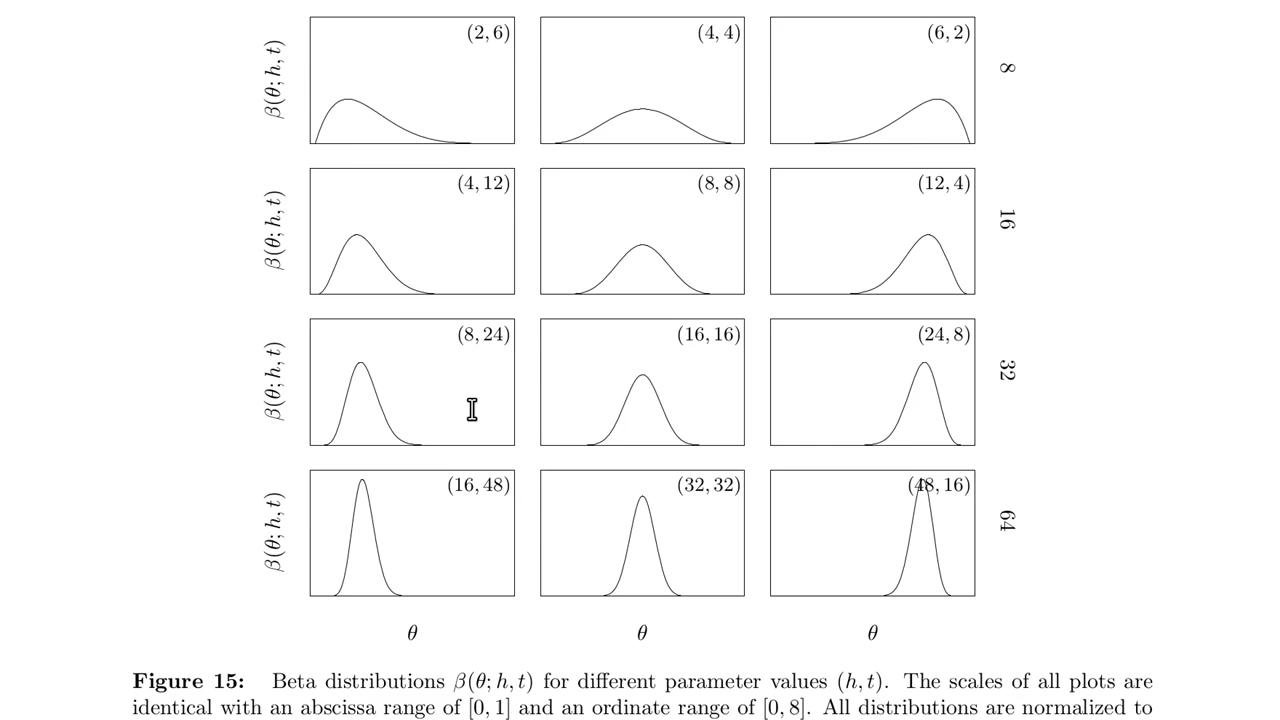 β(θ; h, t) (2, 6) (4, 4) (6, 2) 8
β(θ; h, t) (4, 12) (8, 8) (12, 4) 16
β(θ; h, t) (8, 24) (16, 16) (24, 8) 32
β(θ; h, t) (16, 48) (32, 32) (48, 16) 64
θ θ θ
Figure 15: Beta distributions β(θ; h, t) for different parameter values (h, t). The scales of all plots are
identical with an abscissa range of [0, 1] and an ordinate range of [0, 8]. All distributions are normalized to